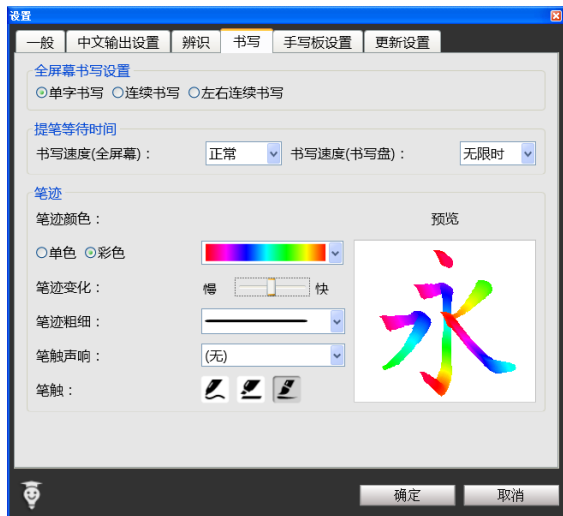 设置
一般 中文输出设置 辨识 书写 手写板设置 更新设置
全屏幕书写设置
单字书写 连续书写 左右连续书写
提笔等待时间
书写速度(全屏幕)： 正常 书写速度(书写盘)： 无限时
笔迹
笔迹颜色： 预览
单色 彩色
笔迹变化： 慢 快
笔迹粗细：
笔触声响： (无)
笔触：
永
确定 取消